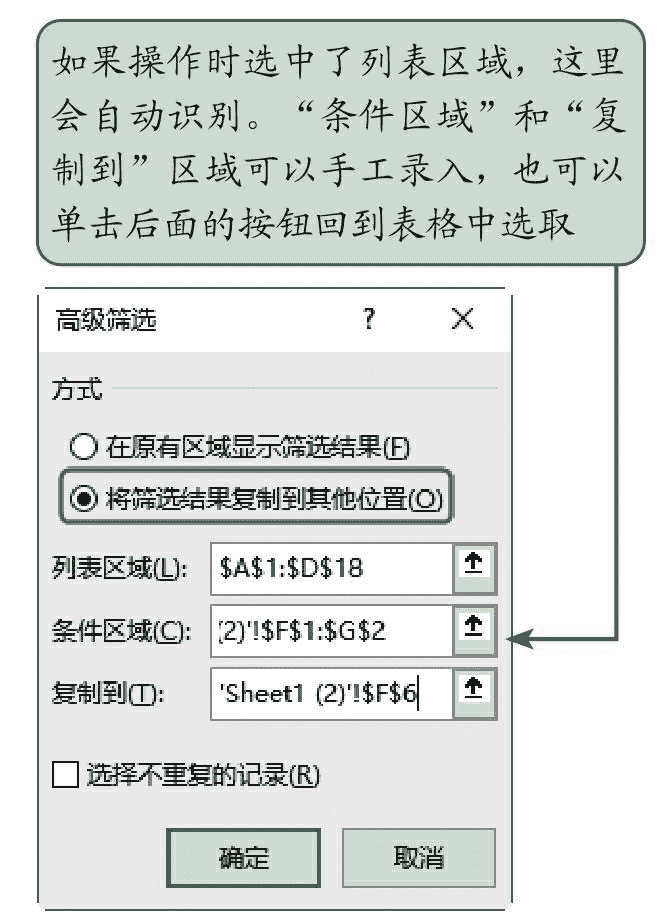 如果操作时选中了列表区域，这里
会自动识别。“条件区域”和“复
制到”区域可以手工录入，也可以
单击后面的按钮回到表格中选取
高级筛选 ? ×
方式
在原有区域显示筛选结果(F)
将筛选结果复制到其他位置(O)
列表区域(L): $A$1:$D$18
条件区域(C): (2)'!$F$1:$G$2
复制到(T): 'Sheet1 (2)'!$F$6
选择不重复的记录(R)
确定 取消